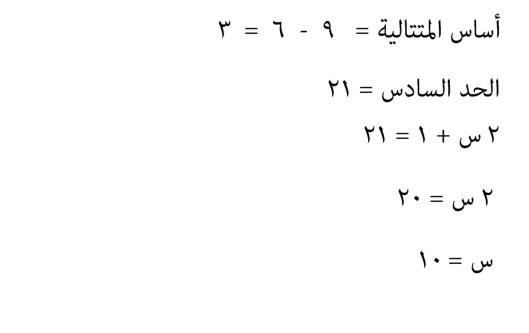 أساس المتتالية = ٩ - ٦ = ٣
الحد السادس = ٢١
٢ س + ١ = ٢١
٢ س = ٢٠
س = ١٠